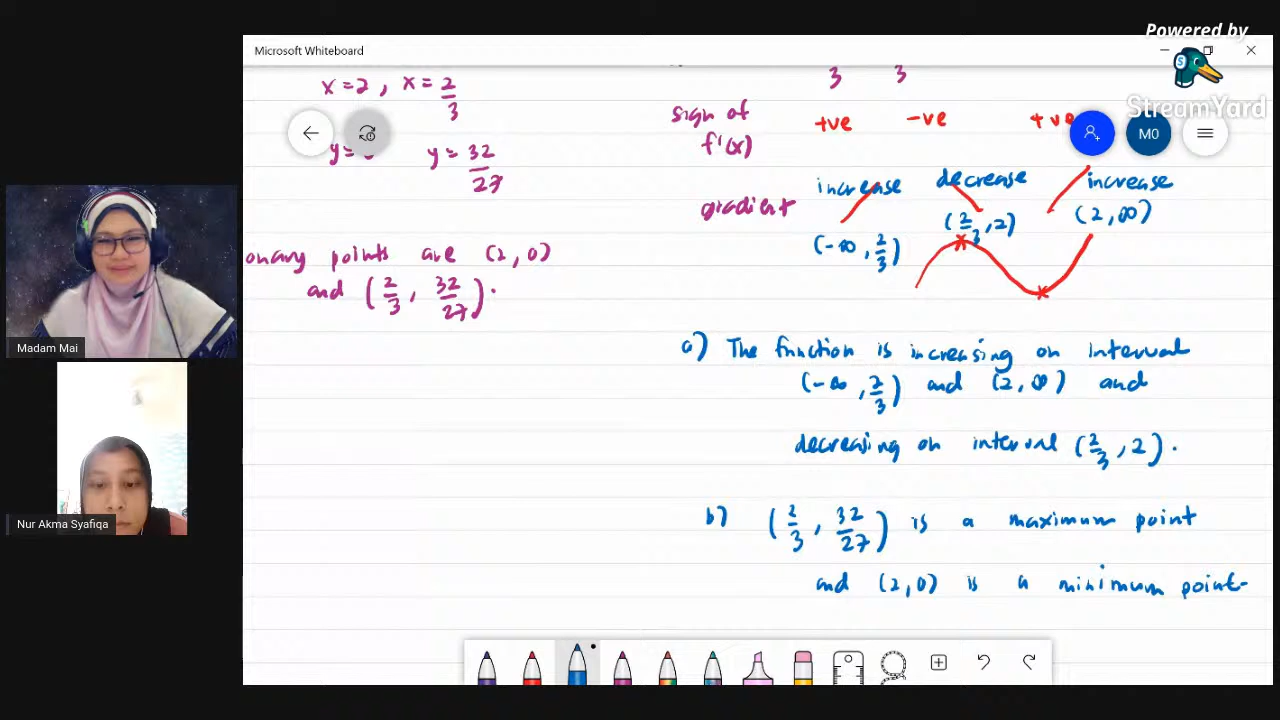 Powered by
StreamYard
Microsoft Whiteboard
x = 2 , x = 2/3
y = y = 32/27
onary points are (2, 0)
and (2/3, 32/27).
3 3
sign of f'(x) +ve -ve +ve
gradient increase decrease increase
(-∞, 2/3) (2/3, 2) (2, ∞)
a) The function is increasing on interval
(-∞, 2/3) and (2, ∞) and
decreasing on interval (2/3, 2).
b) (2/3, 32/27) is a maximum point
and (2, 0) is a minimum point.
M0
Madam Mai
Nur Akma Syafiqa